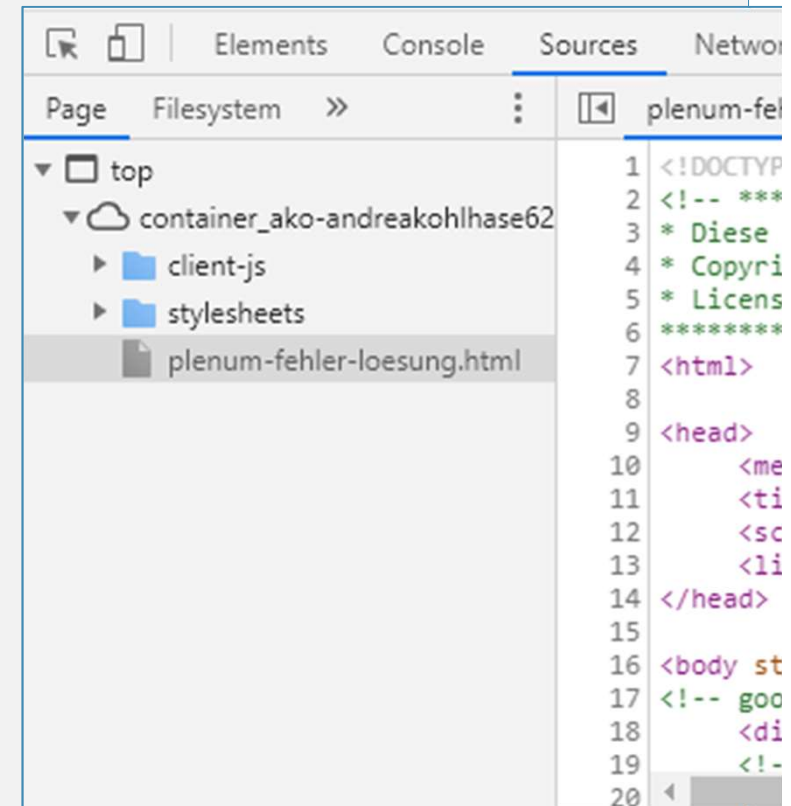 Elements Console Sources Networ
Page Filesystem » plenum-feh
top
container_ako-andreakohlhase62
client-js
stylesheets
plenum-fehler-loesung.html
1 <!DOCTYP
2 <!-- ***
3 * Diese
4 * Copyri
5 * Licens
6 ********
7 <html>
8
9 <head>
10 <me
11 <ti
12 <sc
13 <li
14 </head>
15
16 <body st
17 <!-- goo
18 <di
19 <!-
20